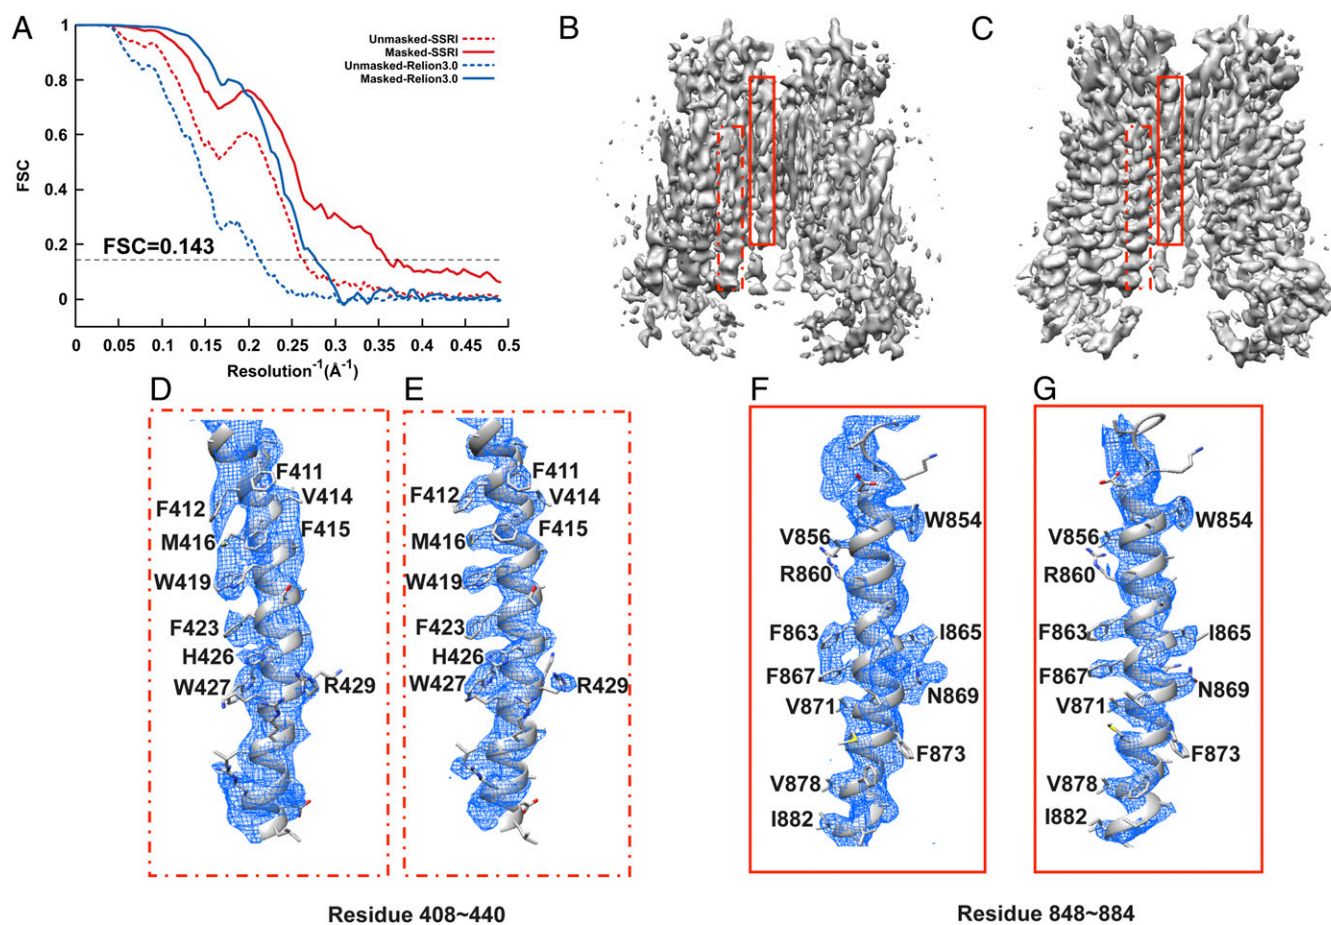 A
B
C
Unmasked-SSRI
Masked-SSRI
Unmasked-Relion3.0
Masked-Relion3.0
1
0.8
0.6
0.4
0.2
0
FSC
FSC=0.143
0 0.05 0.1 0.15 0.2 0.25 0.3 0.35 0.4 0.45 0.5
Resolution⁻¹(Å⁻¹)
D
E
F
G
F411
F412
V414
F415
M416
W419
F423
H426
W427
R429
F411
F412
V414
F415
M416
W419
F423
H426
W427
R429
W854
V856
R860
F863
I865
F867
N869
V871
F873
V878
I882
W854
V856
R860
F863
I865
F867
N869
V871
F873
V878
I882
Residue 408~440
Residue 848~884